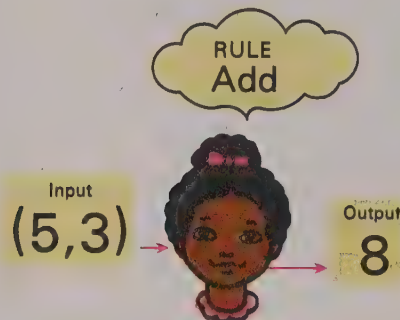 RULE
Add
Input
(5,3)
Output
8